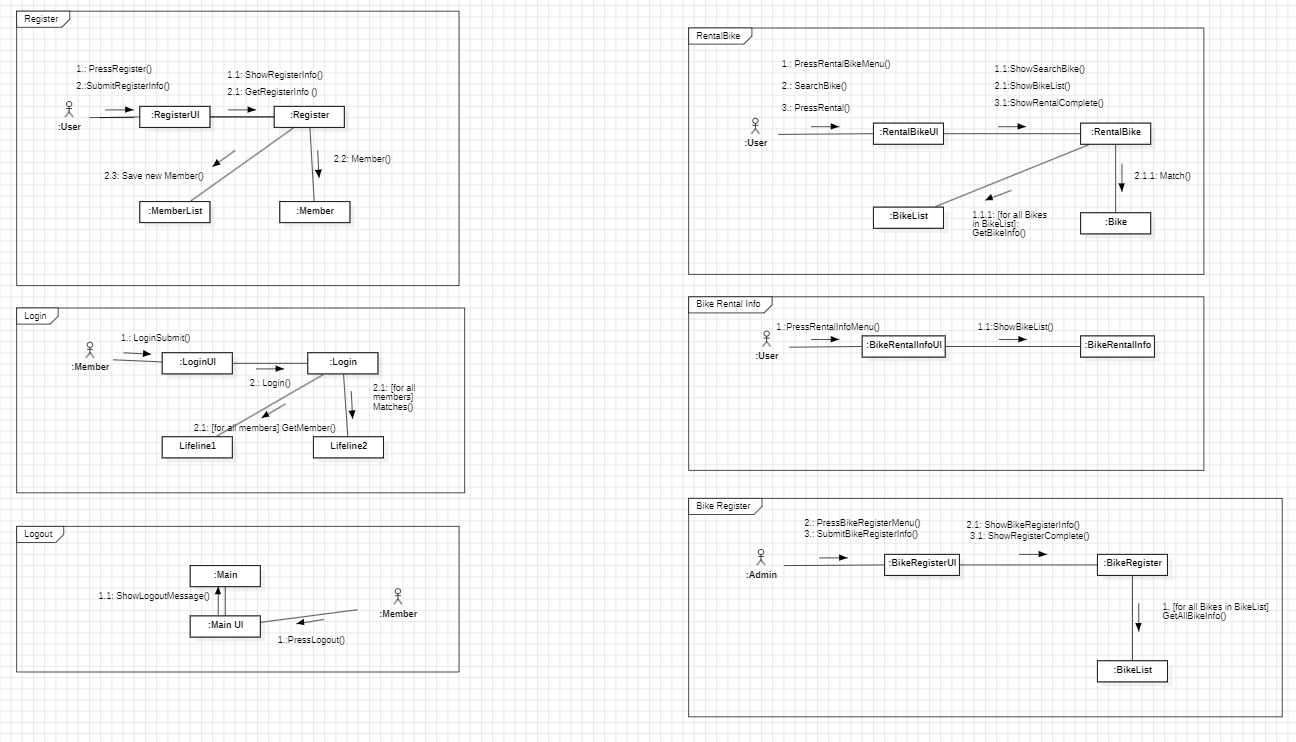 Register
1.: PressRegister()
2.:SubmitRegisterInfo()
1.1: ShowRegisterInfo()
2.1: GetRegisterInfo ()
:User
:RegisterUI
:Register
2.2: Member()
2.3: Save new Member()
:MemberList
:Member
Login
1.: LoginSubmit()
:Member
:LoginUI
:Login
2.: Login()
2.1: [for all
members]
Matches()
2.1: [for all members] GetMember()
Lifeline1
Lifeline2
Logout
:Main
1.1: ShowLogoutMessage()
:Member
:Main UI
1.:PressLogout()
RentalBike
1.: PressRentalBikeMenu()
2.: SearchBike()
3.: PressRental()
1.1:ShowSearchBike()
2.1:ShowBikeList()
3.1:ShowRentalComplete()
:User
:RentalBikeUI
:RentalBike
2.1.1: Match()
:BikeList
1.1.1: [for all Bikes
in BikeList]:
GetBikeInfo()
:Bike
Bike Rental Info
1.:PressRentalInfoMenu()
1.1:ShowBikeList()
:User
:BikeRentalInfoUI
:BikeRentalInfo
Bike Register
2.: PressBikeRegisterMenu()
3.: SubmitBikeRegisterInfo()
2.1: ShowBikeRegisterInfo()
3.1: ShowRegisterComplete()
:Admin
:BikeRegisterUI
:BikeRegister
1. [for all Bikes in BikeList]
GetAllBikeInfo()
:BikeList